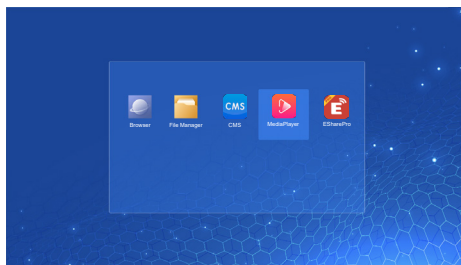 CMS
E
Browser
File Manager
CMS
MediaPlayer
ESharePro